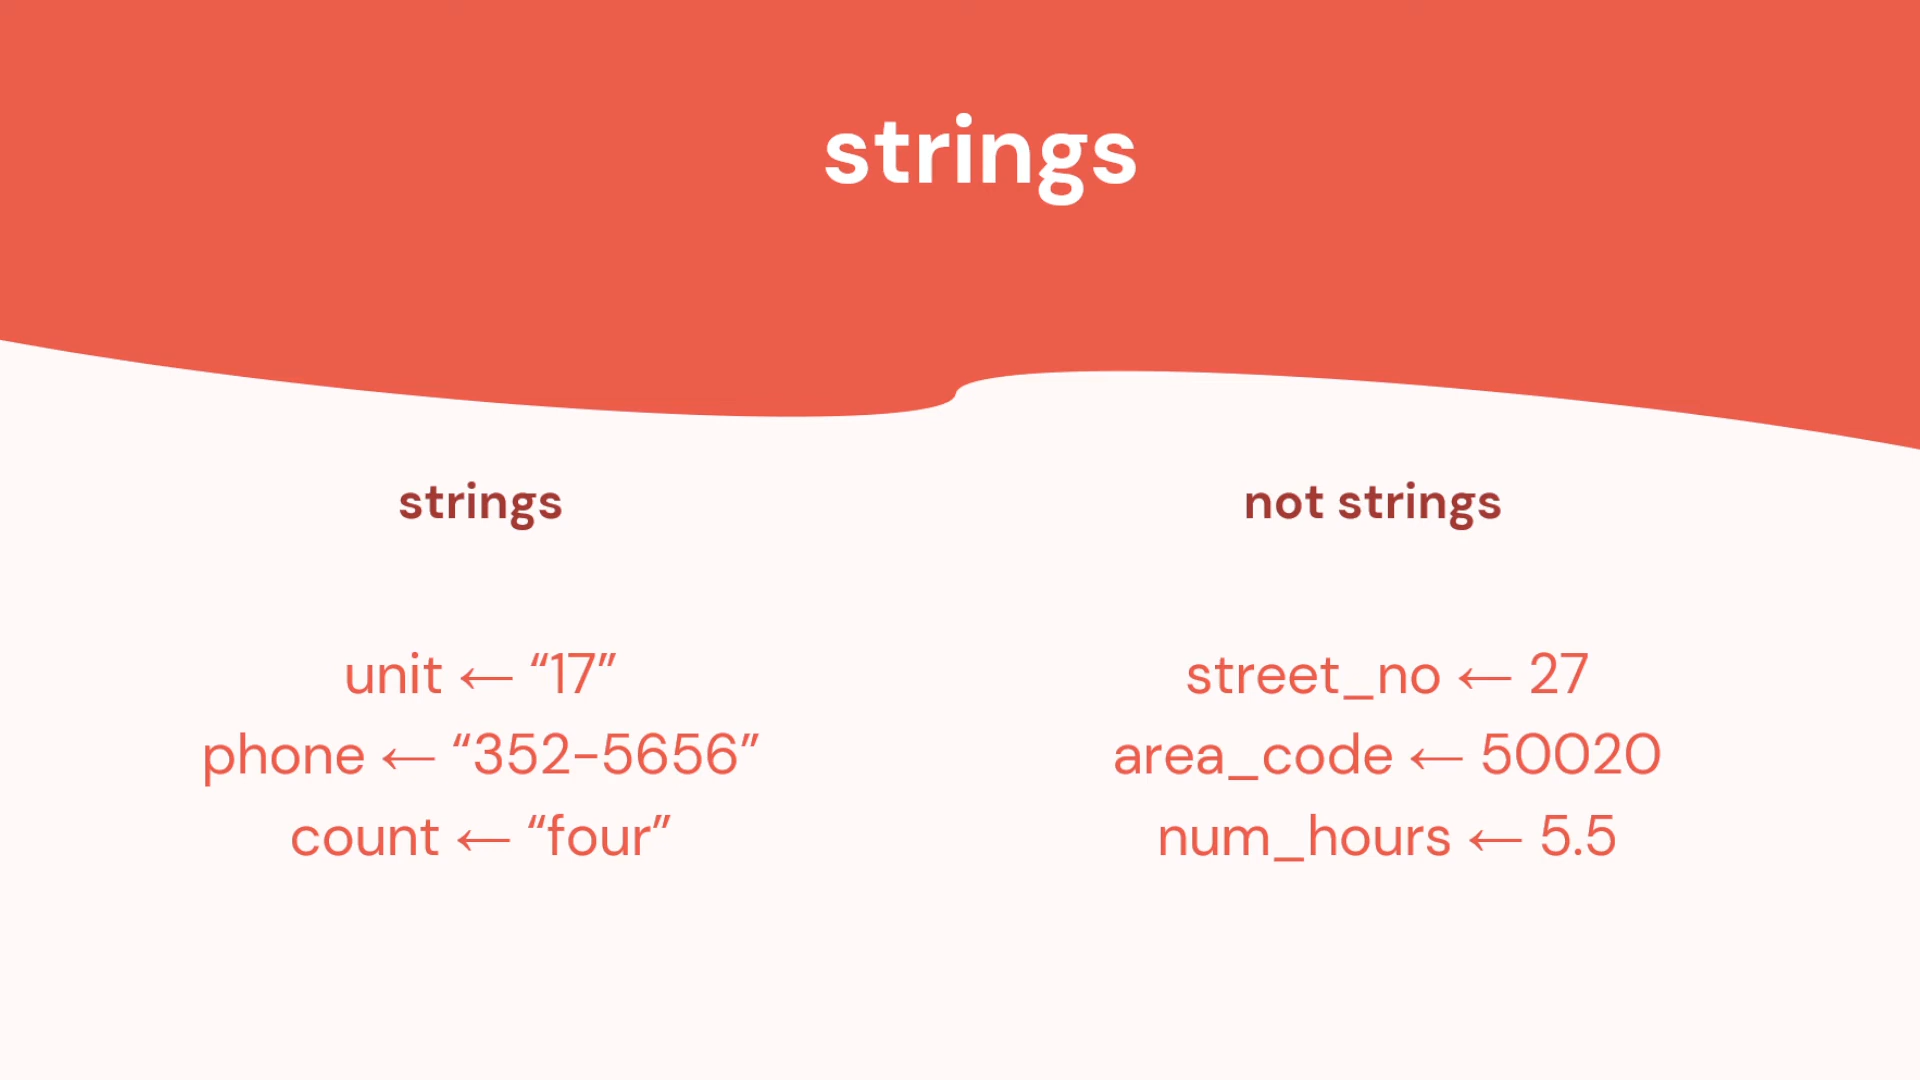 strings
strings
unit ← “17”
phone ← “352-5656”
count ← “four”
not strings
street_no ← 27
area_code ← 50020
num_hours ← 5.5